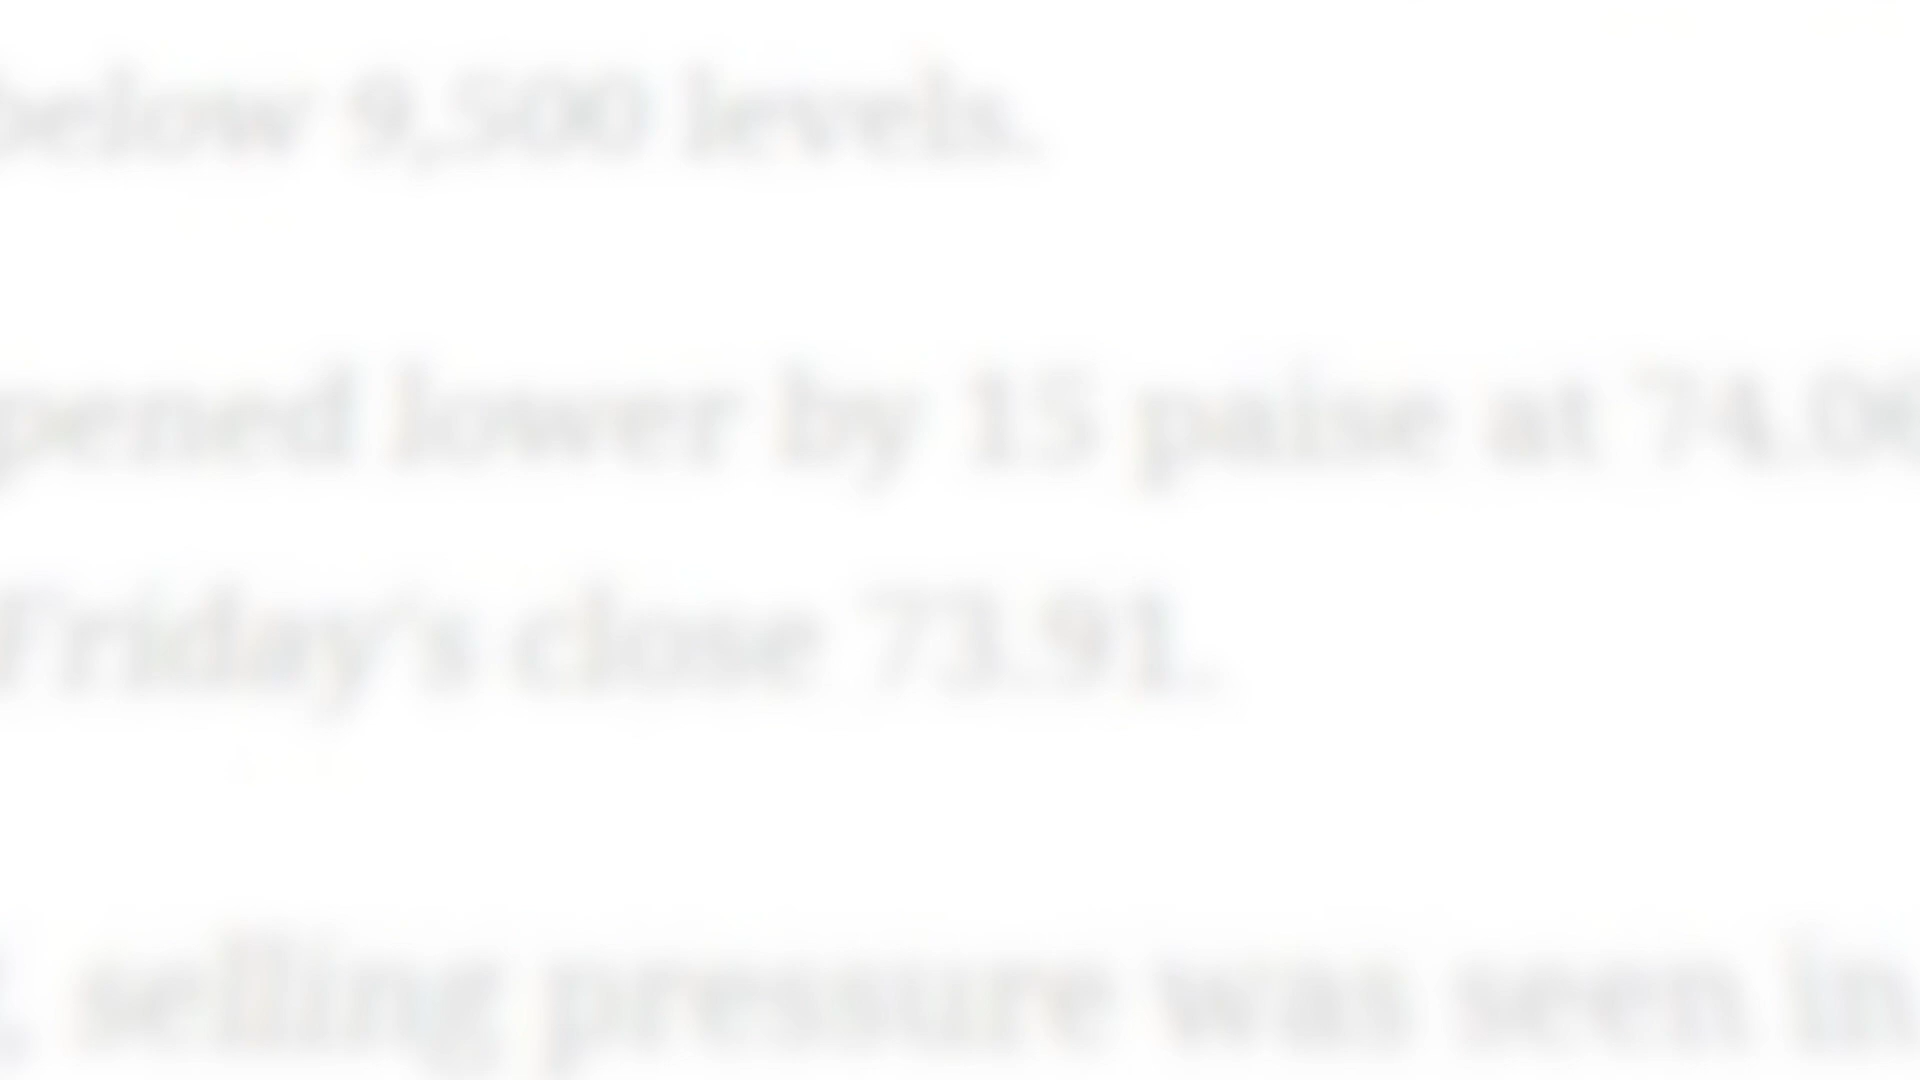 below 9,500 levels.
pened lower by 15 paise at 74.06
Friday's close 73.91.
, selling pressure was seen in